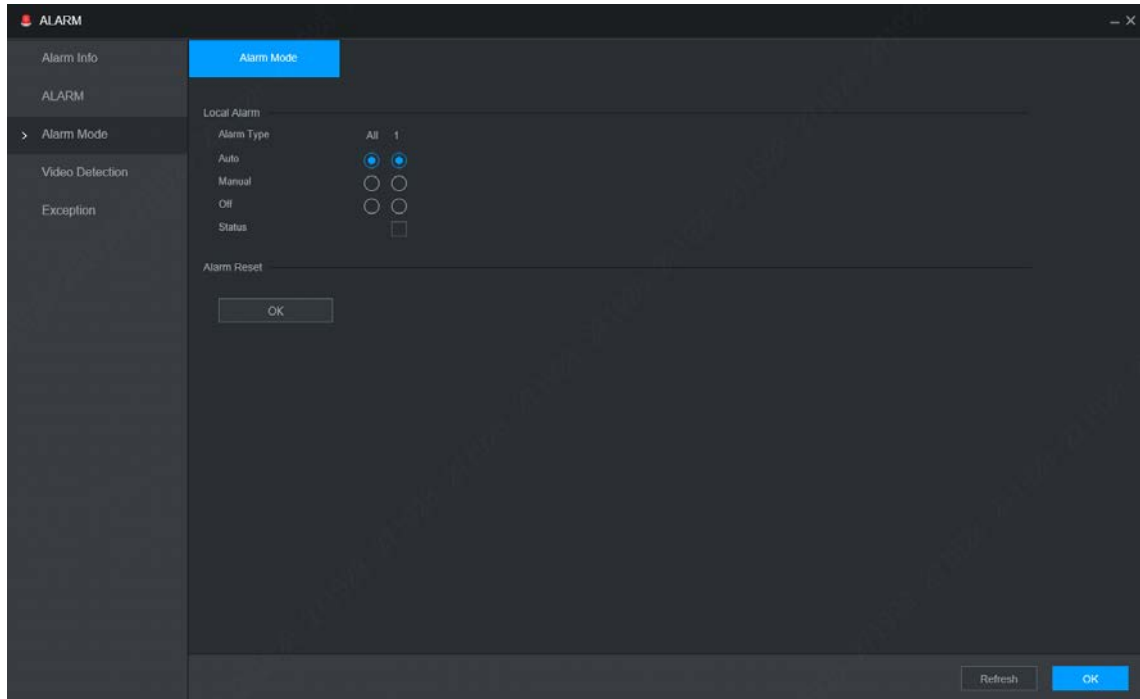 ALARM
Alarm Info
ALARM
> Alarm Mode
Video Detection
Exception
Alarm Mode
Local Alarm
Alarm Type All 1
Auto
Manual
Off
Status
Alarm Reset
OK
Refresh OK